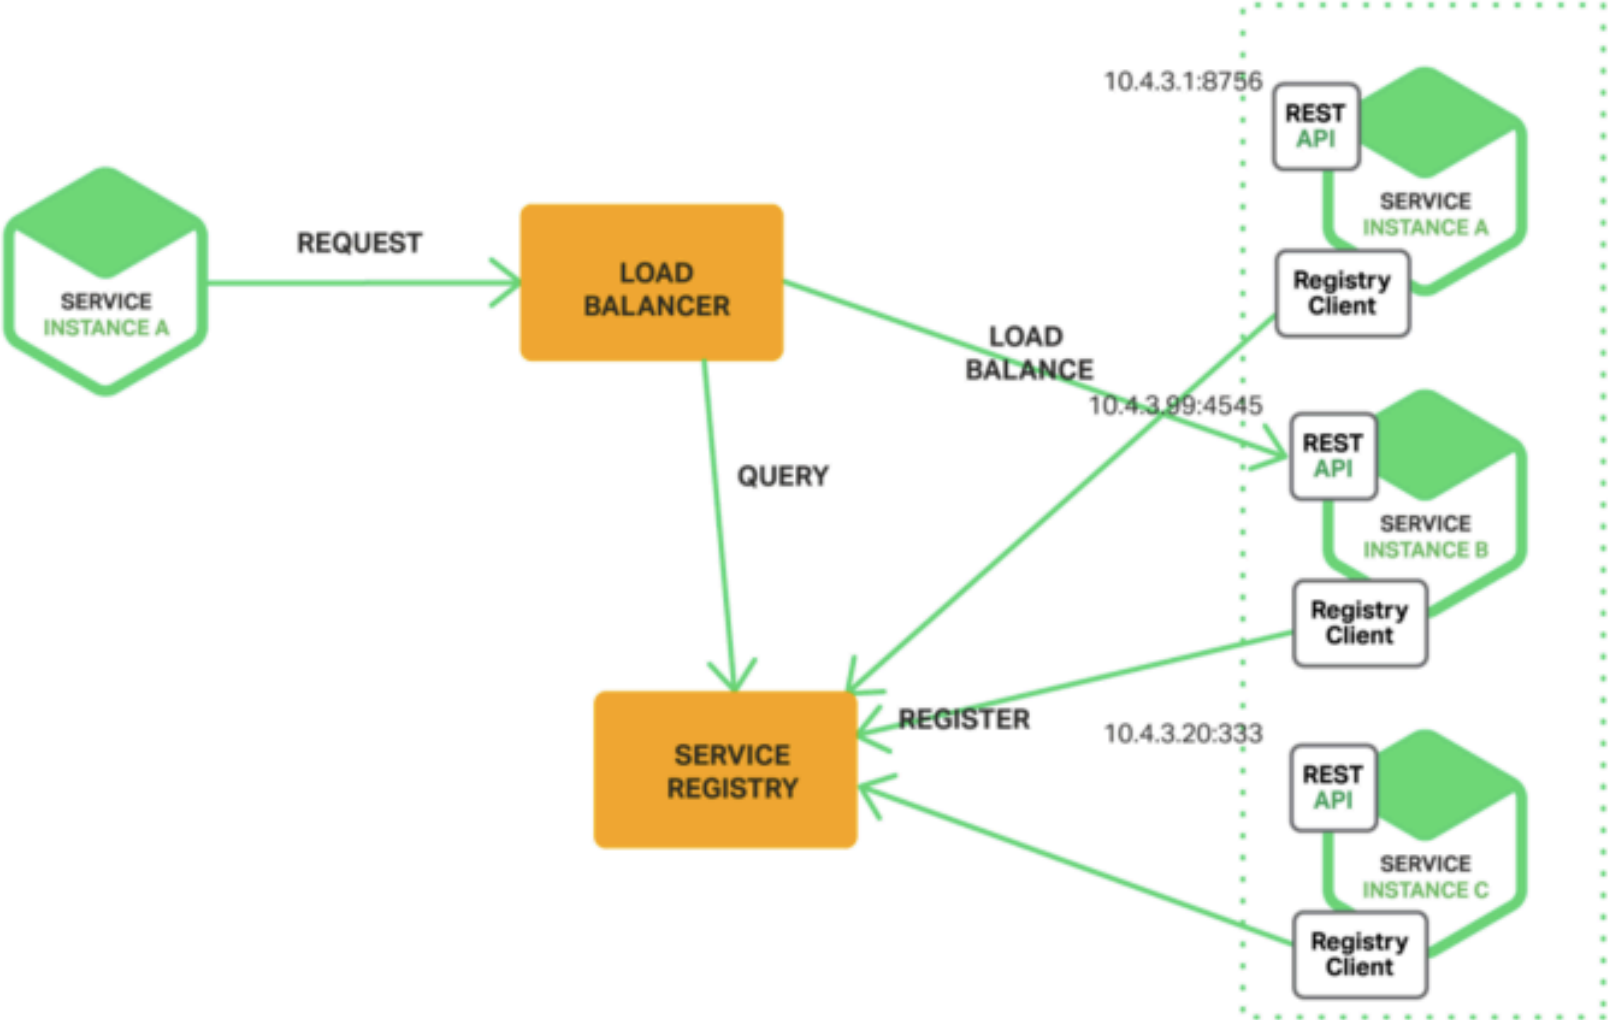 SERVICE
INSTANCE A
REQUEST
LOAD
BALANCER
QUERY
SERVICE
REGISTRY
LOAD
BALANCE
REGISTER
10.4.3.1:8756
REST
API
SERVICE
INSTANCE A
Registry
Client
10.4.3.99:4545
REST
API
SERVICE
INSTANCE B
Registry
Client
10.4.3.20:333
REST
API
SERVICE
INSTANCE C
Registry
Client